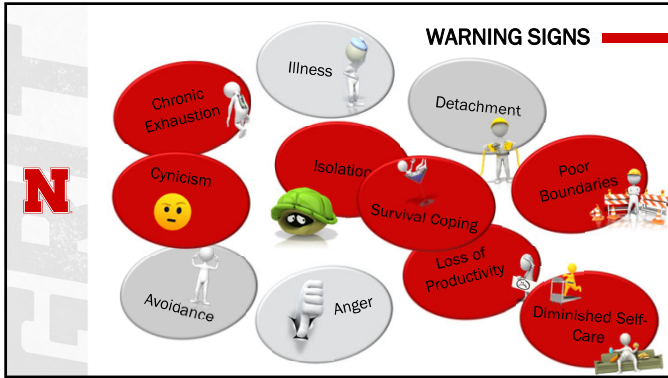 WARNING SIGNS
Illness
Chronic
Exhaustion
Detachment
Isolation
Poor
Boundaries
Cynicism
Survival Coping
Loss of
Productivity
Avoidance
Anger
Diminished Self-
Care
N
GRIT